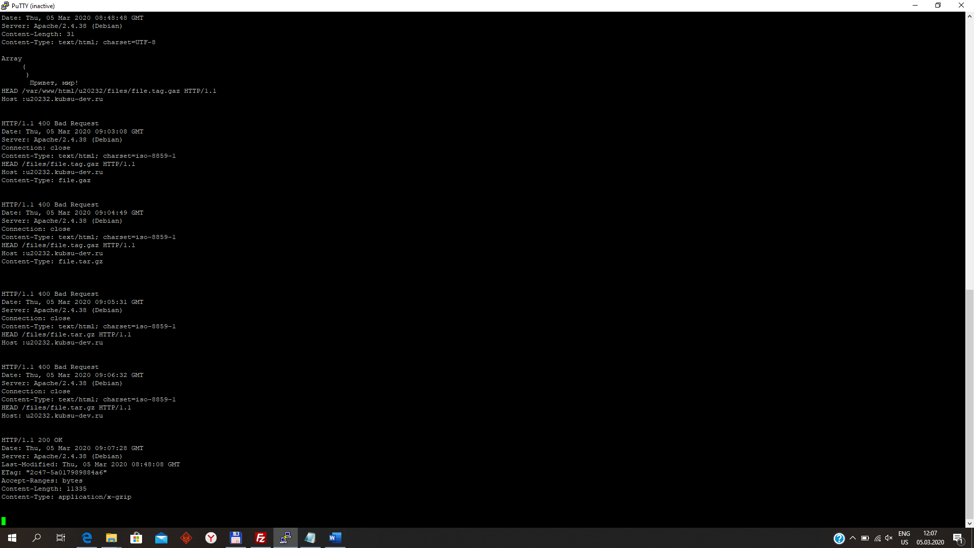 PuTTY (inactive)
Date: Thu, 05 Mar 2020 08:48:48 GMT
Server: Apache/2.4.38 (Debian)
Content-Length: 31
Content-Type: text/html; charset=UTF-8
Array
(
)
Привет, мир!
HEAD /var/www/html/u20232/files/file.tag.gaz HTTP/1.1
Host :u20232.kubsu-dev.ru
HTTP/1.1 400 Bad Request
Date: Thu, 05 Mar 2020 09:03:08 GMT
Server: Apache/2.4.38 (Debian)
Connection: close
Content-Type: text/html; charset=iso-8859-1
HEAD /files/file.tag.gaz HTTP/1.1
Host :u20232.kubsu-dev.ru
Content-Type: file.gaz
HTTP/1.1 400 Bad Request
Date: Thu, 05 Mar 2020 09:04:49 GMT
Server: Apache/2.4.38 (Debian)
Connection: close
Content-Type: text/html; charset=iso-8859-1
HEAD /files/file.tag.gaz HTTP/1.1
Host :u20232.kubsu-dev.ru
Content-Type: file.tar.gz
HTTP/1.1 400 Bad Request
Date: Thu, 05 Mar 2020 09:05:31 GMT
Server: Apache/2.4.38 (Debian)
Connection: close
Content-Type: text/html; charset=iso-8859-1
HEAD /files/file.tar.gz HTTP/1.1
Host :u20232.kubsu-dev.ru
HTTP/1.1 400 Bad Request
Date: Thu, 05 Mar 2020 09:06:32 GMT
Server: Apache/2.4.38 (Debian)
Connection: close
Content-Type: text/html; charset=iso-8859-1
HEAD /files/file.tar.gz HTTP/1.1
Host: u20232.kubsu-dev.ru
HTTP/1.1 200 OK
Date: Thu, 05 Mar 2020 09:07:28 GMT
Server: Apache/2.4.38 (Debian)
Last-Modified: Thu, 05 Mar 2020 08:48:08 GMT
ETag: "2c47-5a017989884a6"
Accept-Ranges: bytes
Content-Length: 11335
Content-Type: application/x-gzip
ENG 12:07
US 05.03.2020